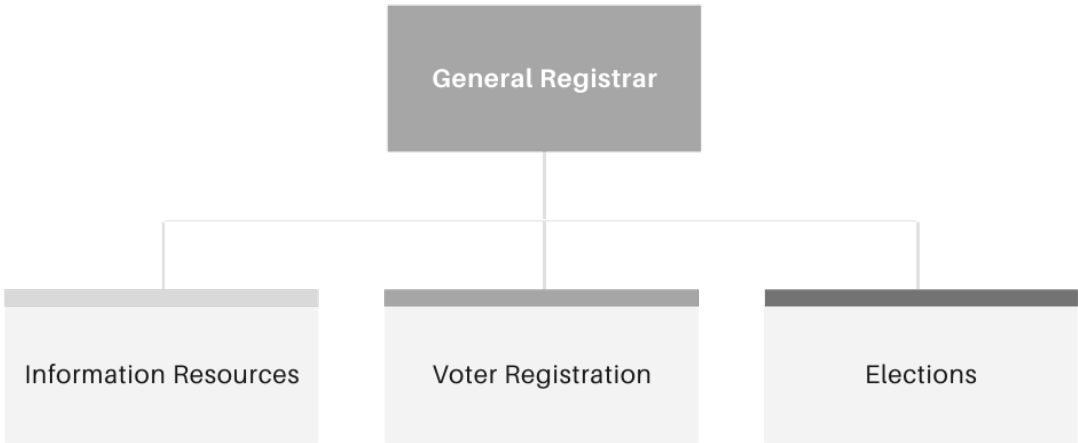 General Registrar
Information Resources
Voter Registration
Elections